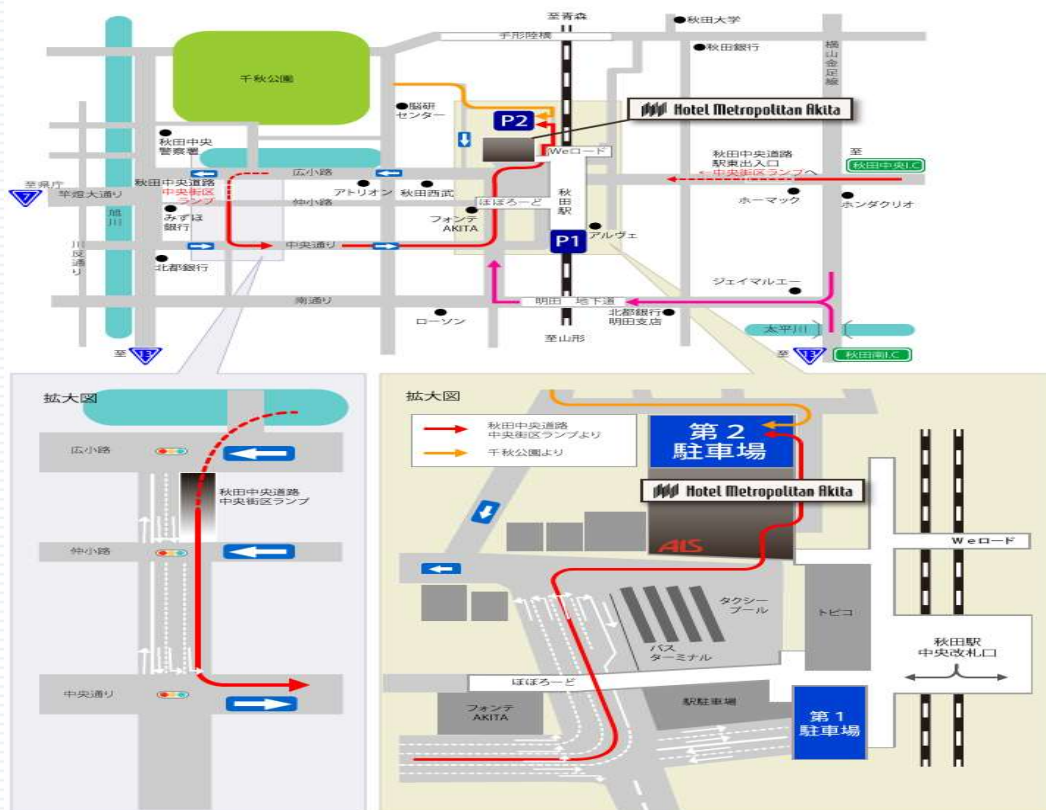 至青森
秋田大学
手形陸橋
秋田銀行
横山金足線
千秋公園
脳研
センター
P2
Hotel Metropolitan Akita
秋田中央
警察署
Weロード
秋田中央道路
駅東出入口
←中央街区ランプへ
至
秋田中央I.C
至県庁
7
竿燈大通り
秋田中央道路
中央街区
ランプ
広小路
アトリオン
秋田西武
秋田駅
旭川
みずほ
銀行
仲小路
ぽぽろーど
フォンテ
AKITA
ホーマック
ホンダクリオ
川反通り
北都銀行
中央通り
P1
アルヴェ
ジェイマルエー
南通り
明田 地下道
ローソン
北都銀行
明田支店
太平川
至
13
至山形
至
13
秋田南I.C
拡大図
広小路
秋田中央道路
中央街区ランプ
仲小路
中央通り
拡大図
秋田中央道路
中央街区ランプより
千秋公園より
第2
駐車場
Hotel Metropolitan Akita
ALS
Weロード
タクシー
プール
トピコ
バス
ターミナル
秋田駅
中央改札口
ぽぽろーど
フォンテ
AKITA
駅駐車場
第1
駐車場